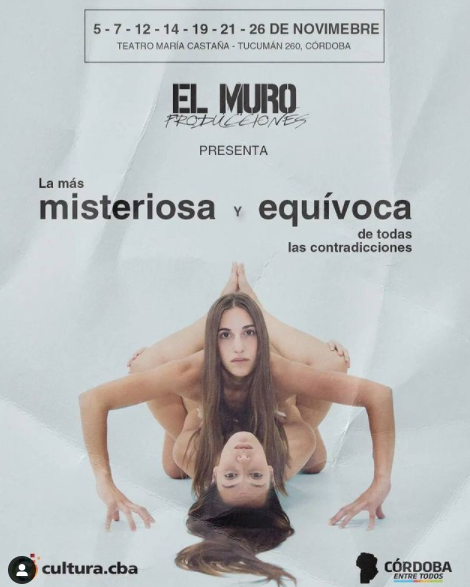 5 - 7 - 12 - 14 - 19 - 21 - 26 DE NOVIMEBRE
TEATRO MARÍA CASTAÑA - TUCUMÁN 260, CÓRDOBA
EL MURO
PRODUCCIONES
PRESENTA
La más
misteriosa Y equívoca
de todas
las contradicciones
cultura.cba
CÓRDOBA
ENTRE TODOS